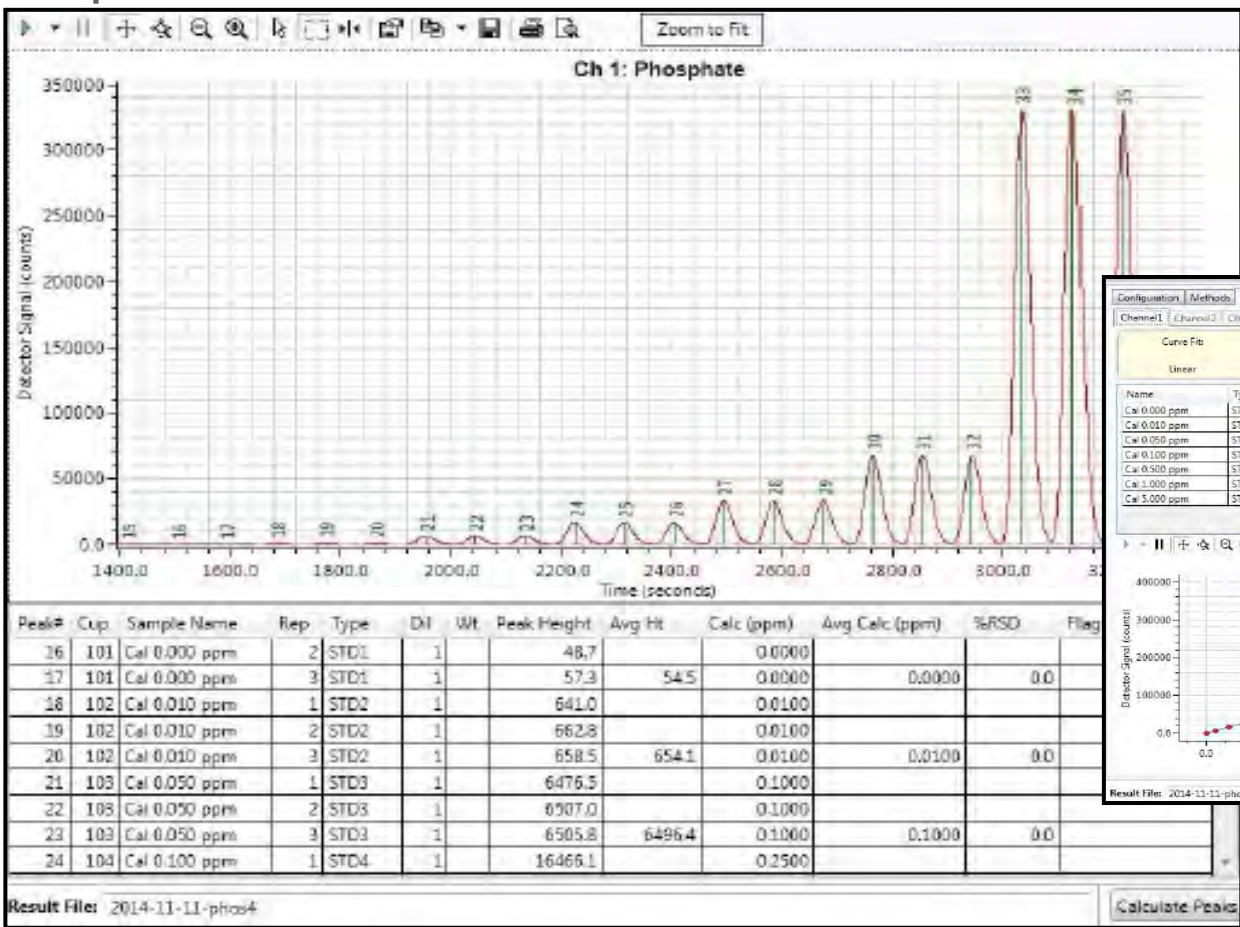 Zoom to Fit
Ch 1: Phosphate
350000
300000
250000
200000
150000
100000
50000
0.0
Detector Signal (counts)
15 16 17 18 19 20 21 22 23 24 25 26 27 28 29 30 31 32 33 34 35
1400.0 1600.0 1800.0 2000.0 2200.0 2400.0 2600.0 2800.0 3000.0
Time (seconds)
Peak# Cup Sample Name Rep Type Dil Wt Peak Height Avg Ht Calc (ppm) Avg Calc (ppm) %RSD Flag
16 101 Cal 0.000 ppm 2 STD1 1 48.7 0.0000
17 101 Cal 0.000 ppm 3 STD1 1 57.3 54.5 0.0000 0.0000 0.0
18 102 Cal 0.010 ppm 1 STD2 1 641.0 0.0100
19 102 Cal 0.010 ppm 2 STD2 1 662.8 0.0100
20 102 Cal 0.010 ppm 3 STD2 1 658.5 654.1 0.0100 0.0100 0.0
21 103 Cal 0.050 ppm 1 STD3 1 6476.5 0.1000
22 103 Cal 0.050 ppm 2 STD3 1 6507.0 0.1000
23 103 Cal 0.050 ppm 3 STD3 1 6505.8 6496.4 0.1000 0.1000 0.0
24 104 Cal 0.100 ppm 1 STD4 1 16466.1 0.2500
Result File: 2014-11-11-phos4
Calculate Peaks
Configuration Methods
Channel1 Channel2
Curve Fit:
Linear
Name
Cal 0.000 ppm
Cal 0.010 ppm
Cal 0.050 ppm
Cal 0.100 ppm
Cal 0.500 ppm
Cal 1.000 ppm
Cal 5.000 ppm
400000
300000
200000
100000
0.0
Detector Signal (counts)
0.0
Result File: 2014-11-11-pho